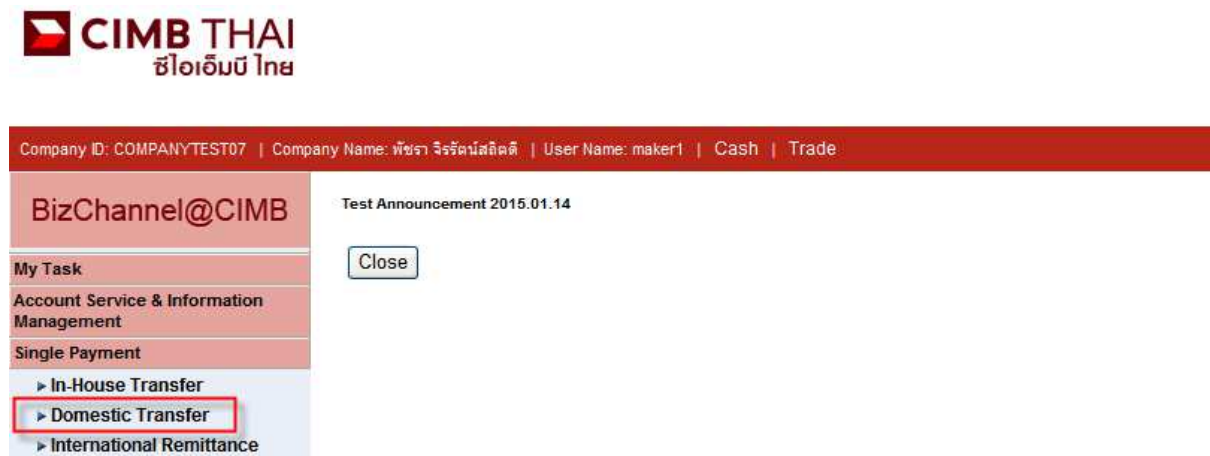 CIMB THAI
ซีไอเอ็มบี ไทย
Company ID: COMPANYTEST07 | Company Name: พัชรา จิรรัตน์สถิตดี | User Name: maker1 | Cash | Trade
BizChannel@CIMB
Test Announcement 2015.01.14
Close
My Task
Account Service & Information
Management
Single Payment
In-House Transfer
Domestic Transfer
International Remittance